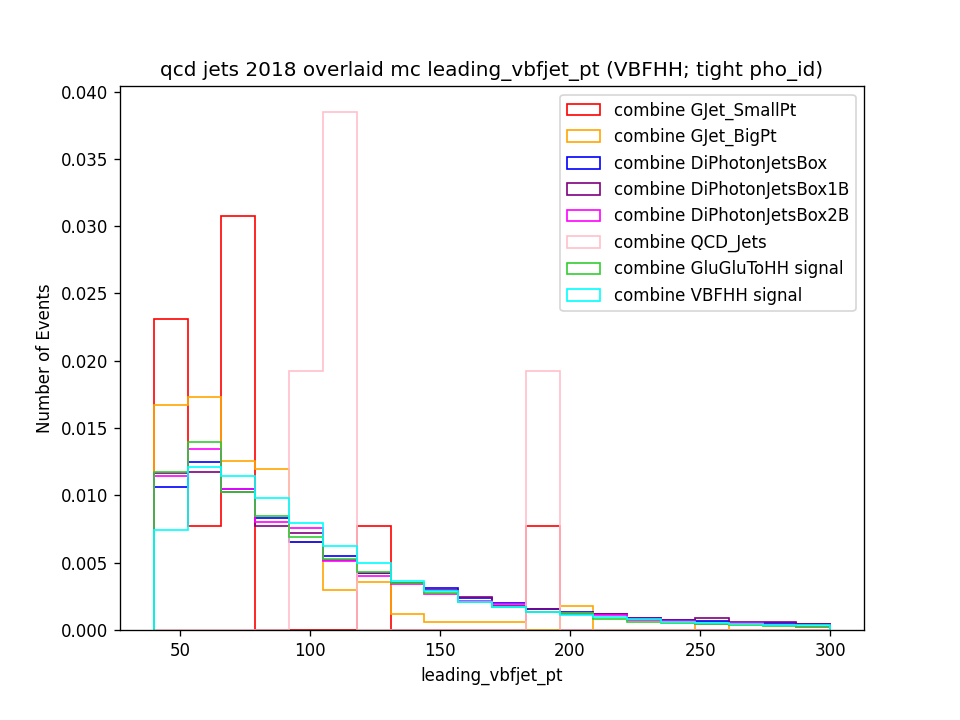 qcd jets 2018 overlaid mc leading_vbfjet_pt (VBFHH; tight pho_id)
0.040
0.035
0.030
0.025
0.020
0.015
0.010
0.005
0.000
Number of Events
combine GJet_SmallPt
combine GJet_BigPt
combine DiPhotonJetsBox
combine DiPhotonJetsBox1B
combine DiPhotonJetsBox2B
combine QCD_Jets
combine GluGluToHH signal
combine VBFHH signal
50
100
150
200
250
300
leading_vbfjet_pt